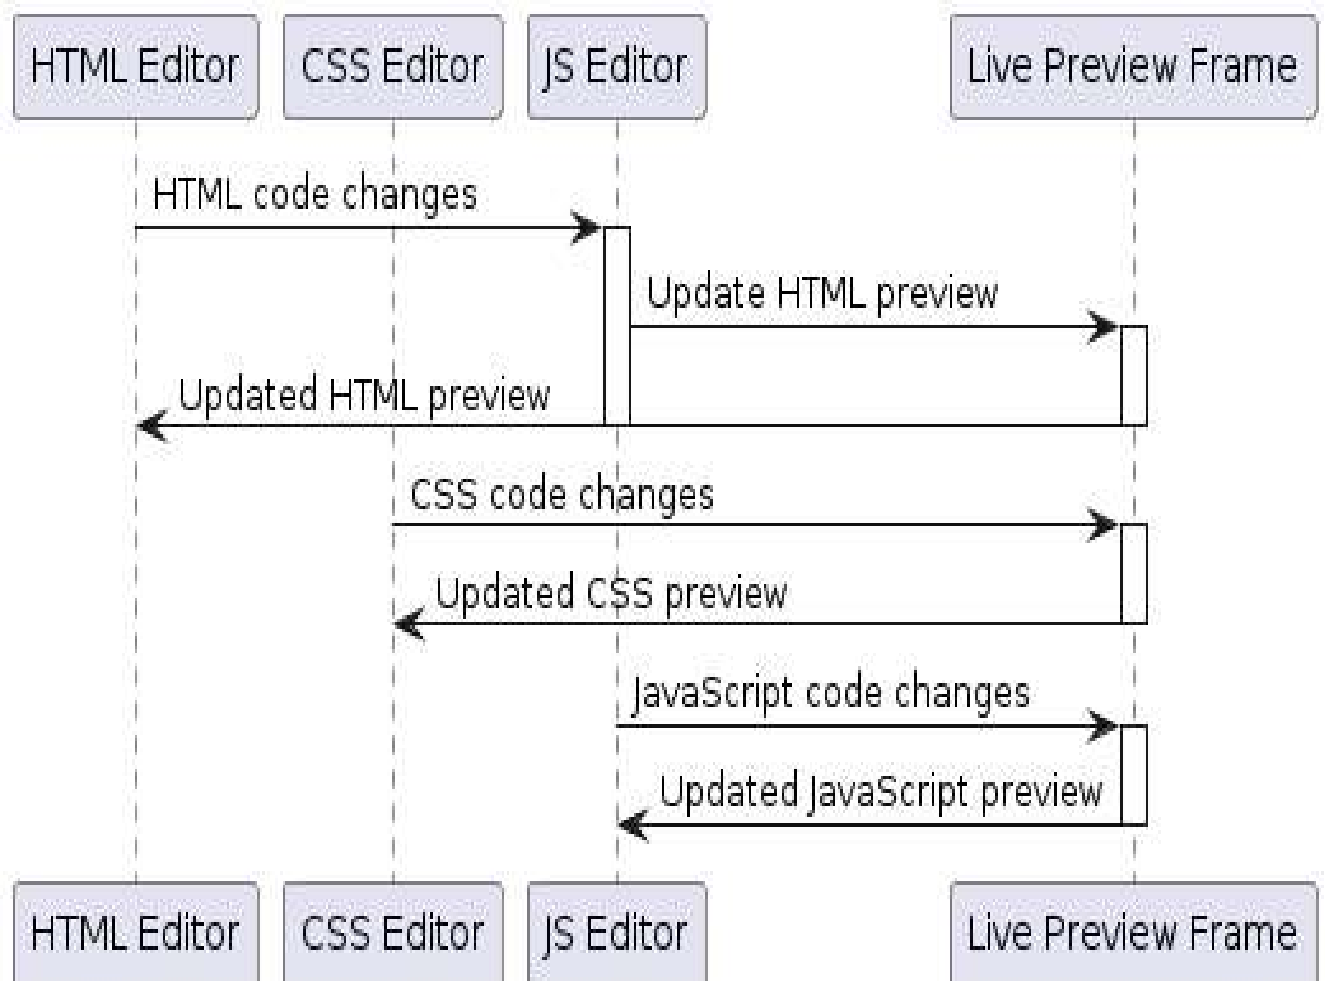 HTML Editor CSS Editor JS Editor Live Preview Frame
HTML code changes
Update HTML preview
Updated HTML preview
CSS code changes
Updated CSS preview
JavaScript code changes
Updated JavaScript preview
HTML Editor CSS Editor JS Editor Live Preview Frame